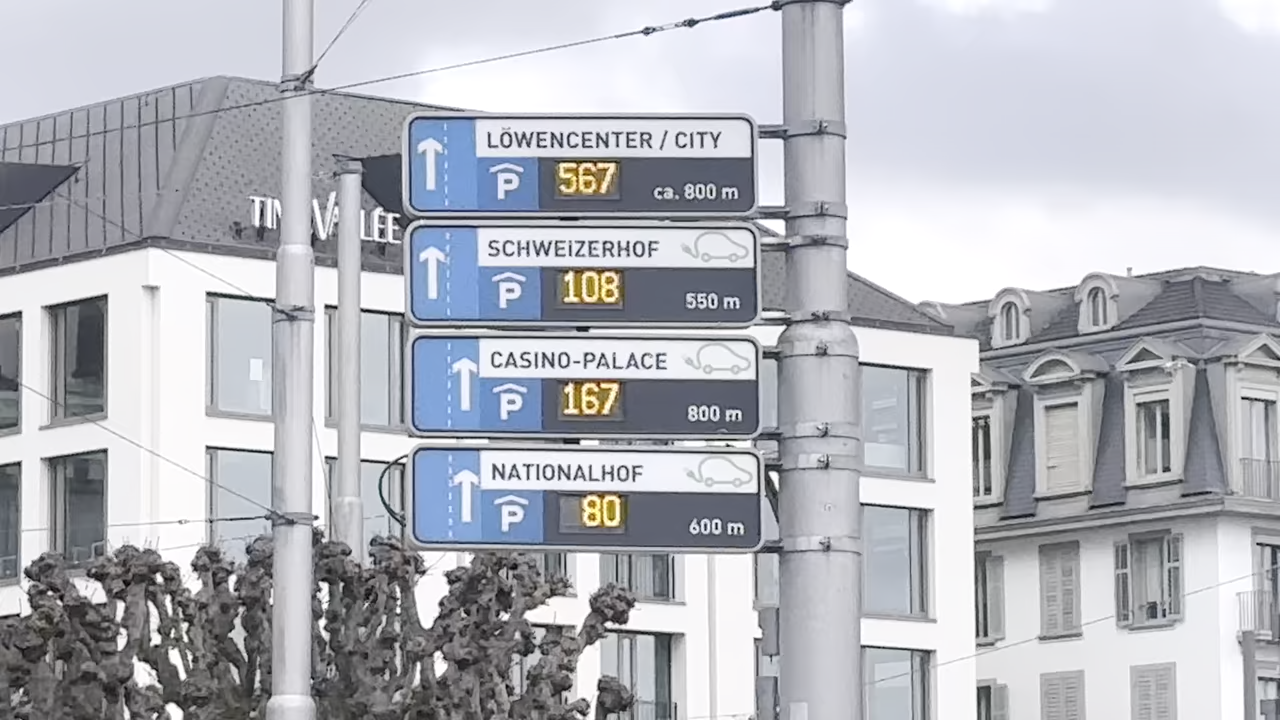 LÖWENCENTER / CITY
P 567 ca. 800 m
SCHWEIZERHOF
P 108 550 m
CASINO-PALACE
P 167 800 m
NATIONALHOF
P 80 600 m